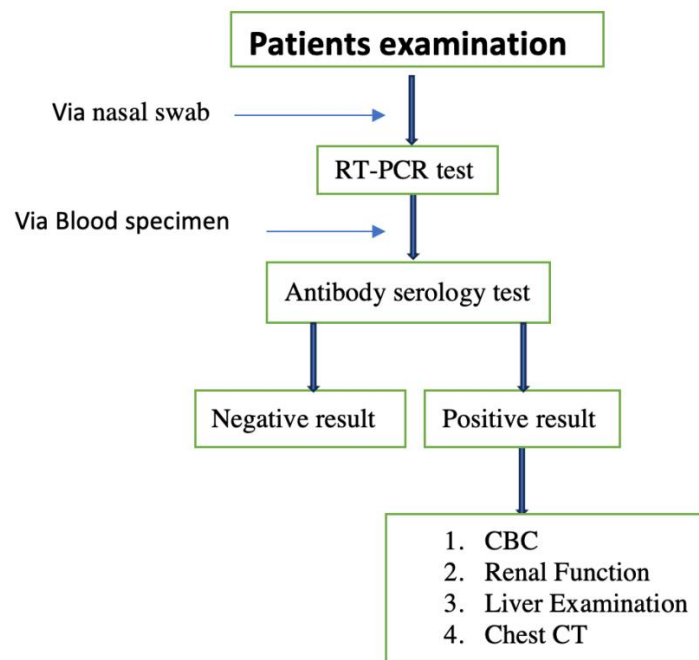 Patients examination
Via nasal swab
RT-PCR test
Via Blood specimen
Antibody serology test
Negative result
Positive result
1. CBC
2. Renal Function
3. Liver Examination
4. Chest CT